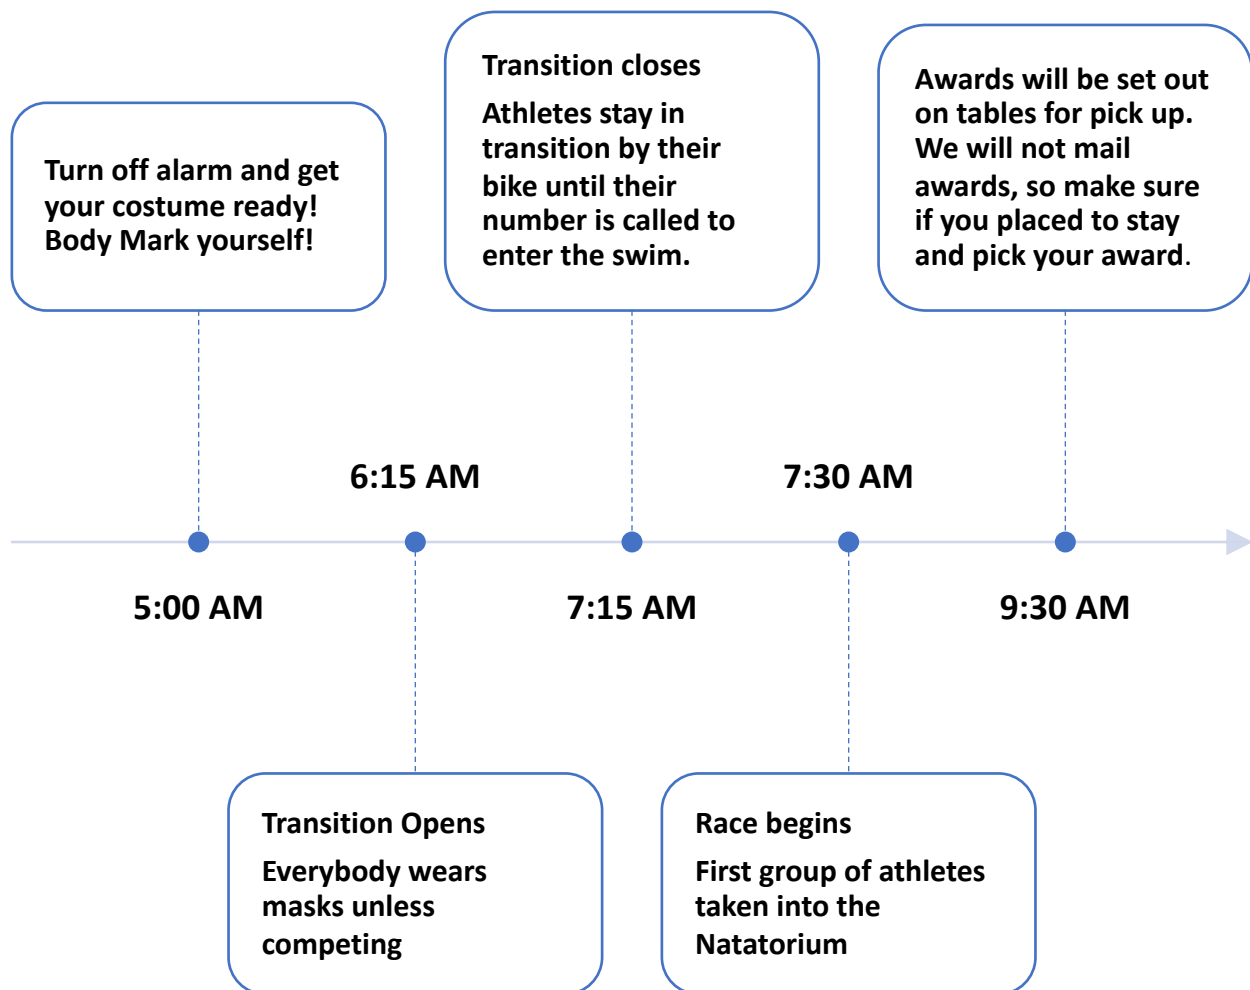 Turn off alarm and get
your costume ready!
Body Mark yourself!
5:00 AM
6:15 AM
Transition Opens
Everybody wears
masks unless
competing
Transition closes
Athletes stay in
transition by their
bike until their
number is called to
enter the swim.
7:15 AM
7:30 AM
Race begins
First group of athletes
taken into the
Natatorium
Awards will be set out
on tables for pick up.
We will not mail
awards, so make sure
if you placed to stay
and pick your award.
9:30 AM